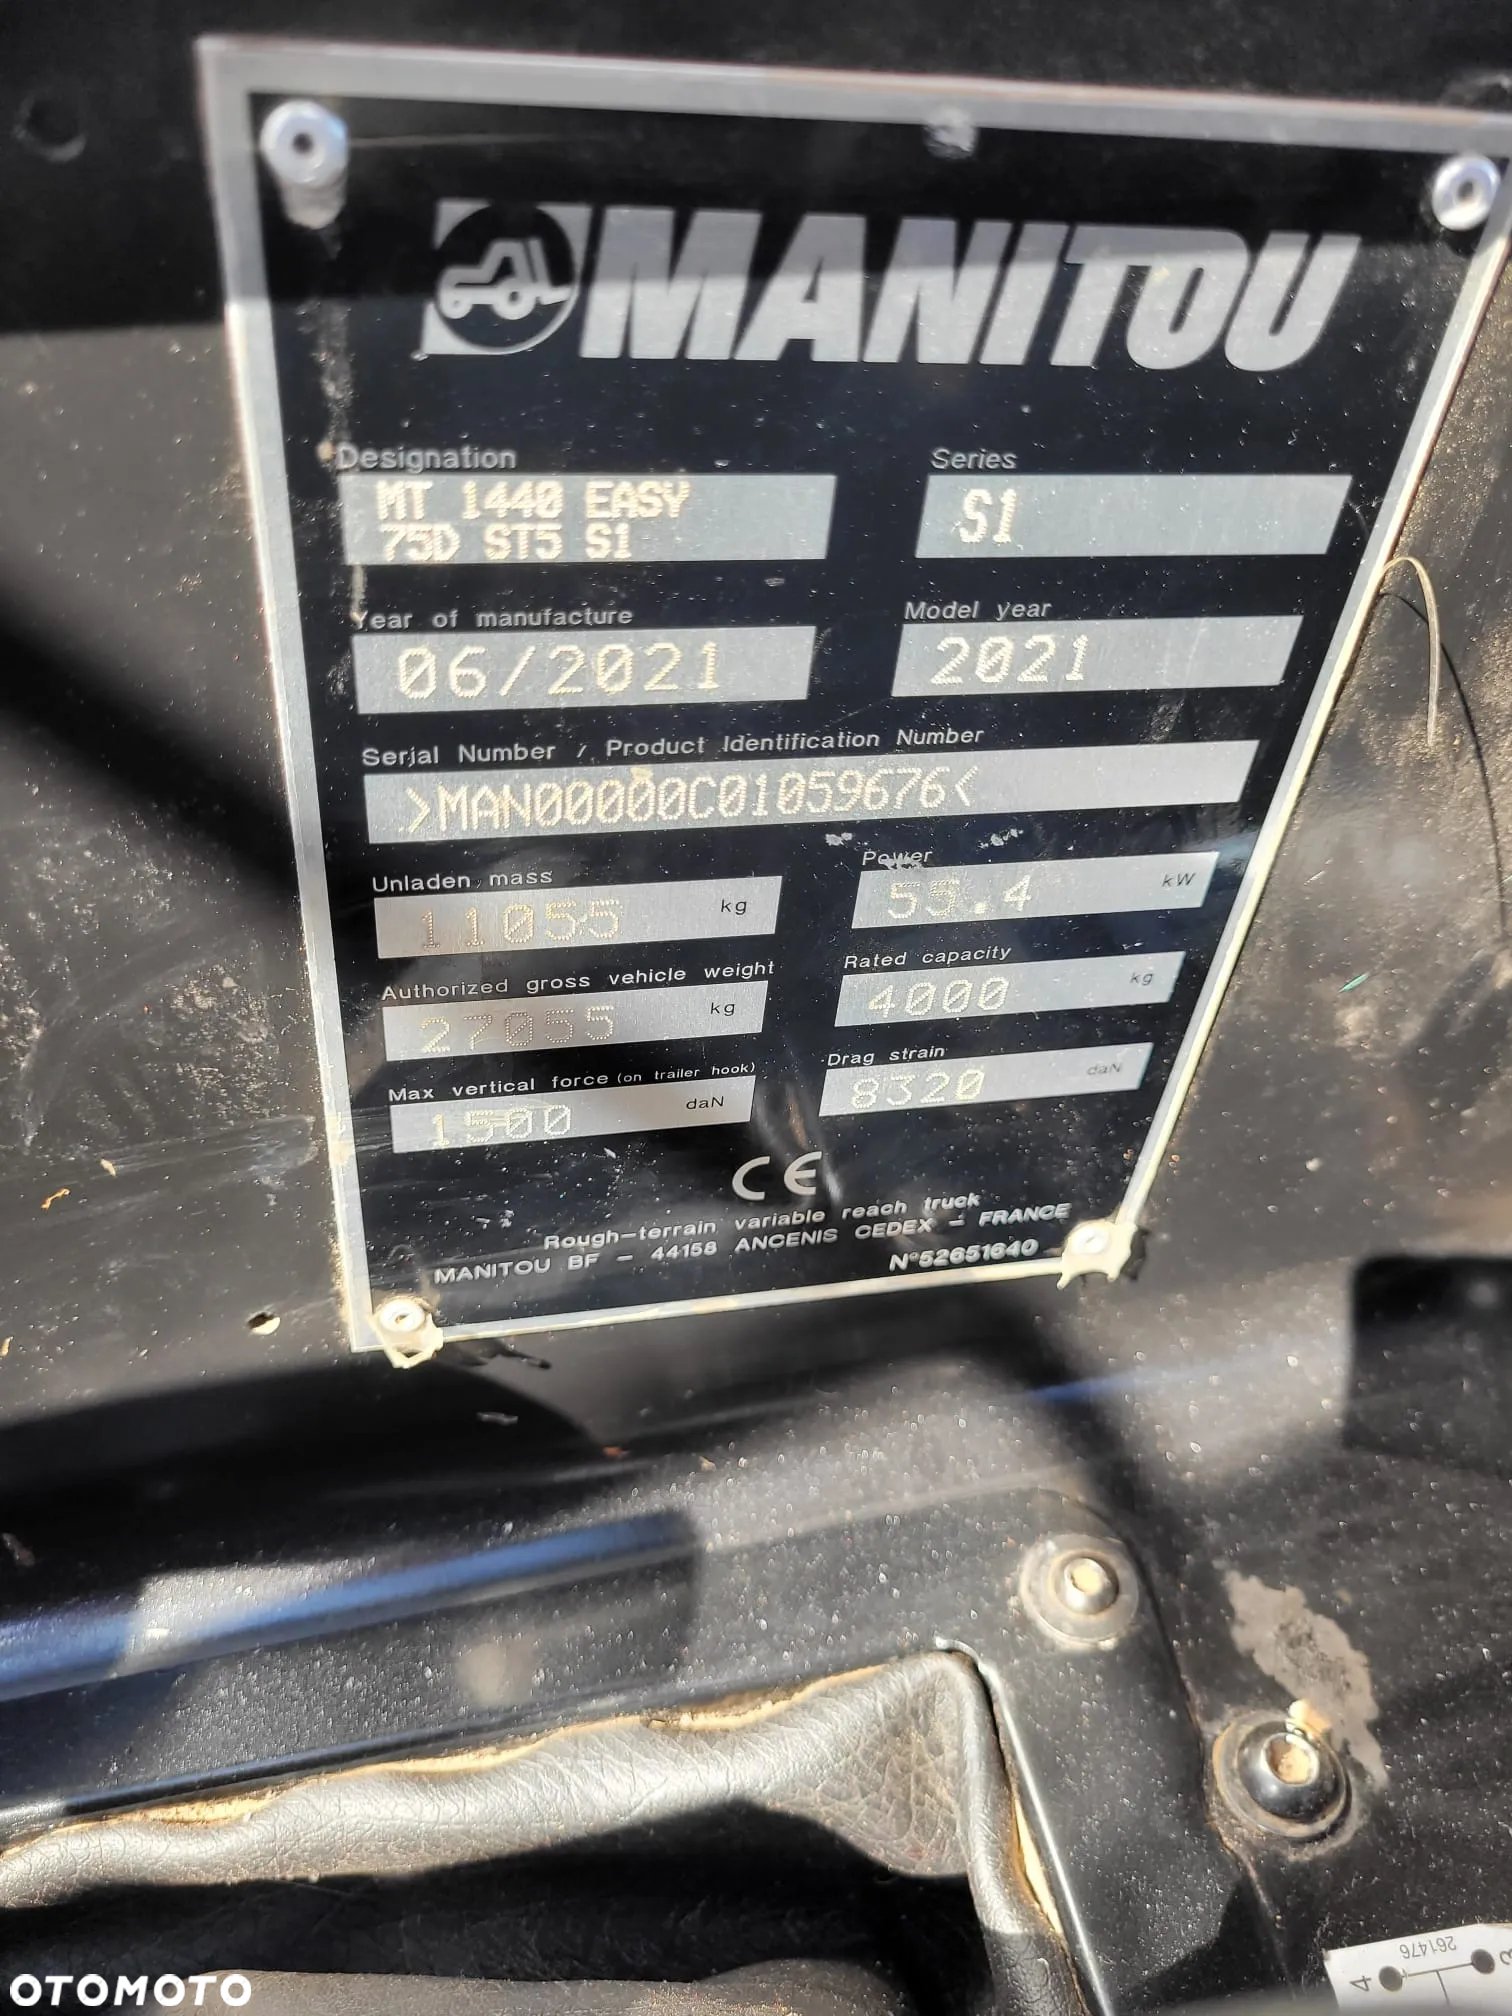 MANITOU
Designation
MT 1440 EASY
75D ST5 S1
Series
S1
Year of manufacture
06/2021
Model year
2021
Serial Number / Product Identification Number
>MAN00000C01059676<
Unladen mass
11055 kg
Power
55.4 kW
Authorized gross vehicle weight
27055 kg
Rated capacity
4000 kg
Max vertical force (on trailer hook)
1500 daN
Drag strain
8320 daN
CE
Rough-terrain variable reach truck
MANITOU BF - 44158 ANCENIS CEDEX - FRANCE
N°52651640
261476
4
3
OTOMOTO